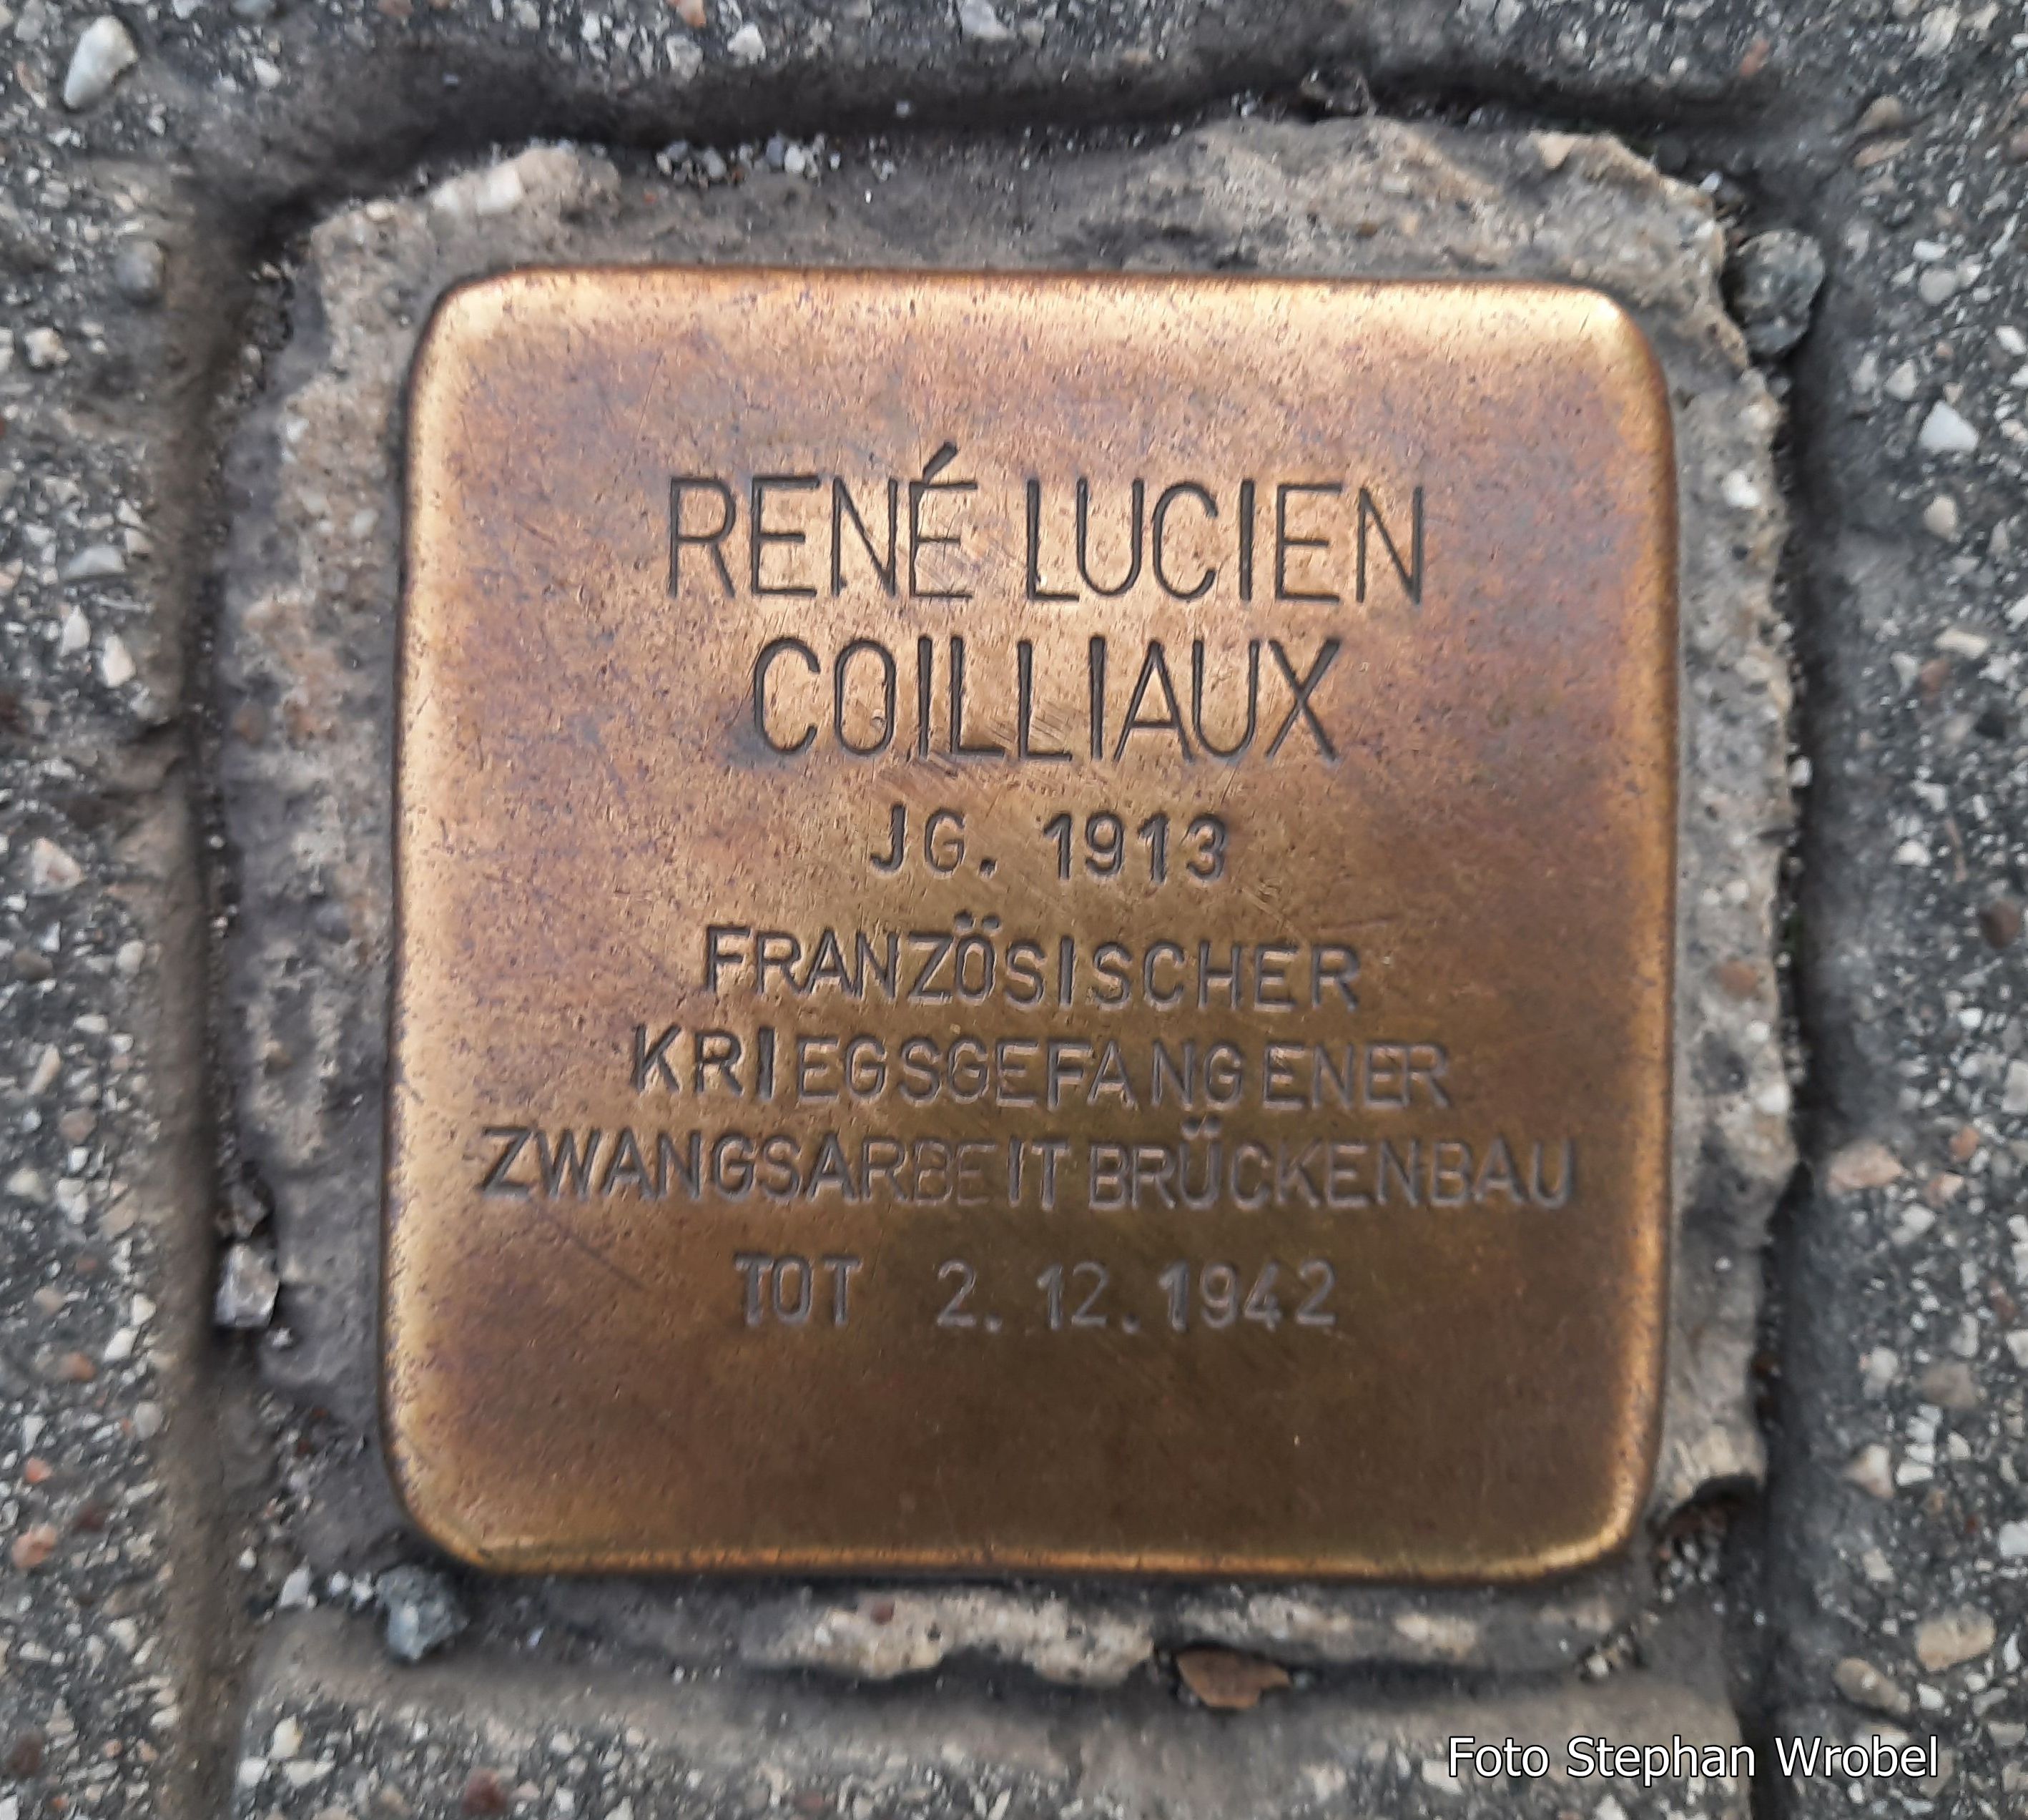 RENÉ LUCIEN
COILLIAUX
JG. 1913
FRANZÖSISCHER
KRIEGSGEFANGENER
ZWANGSARBEIT BRÜCKENBAU
TOT 2.12.1942
Foto Stephan Wrobel